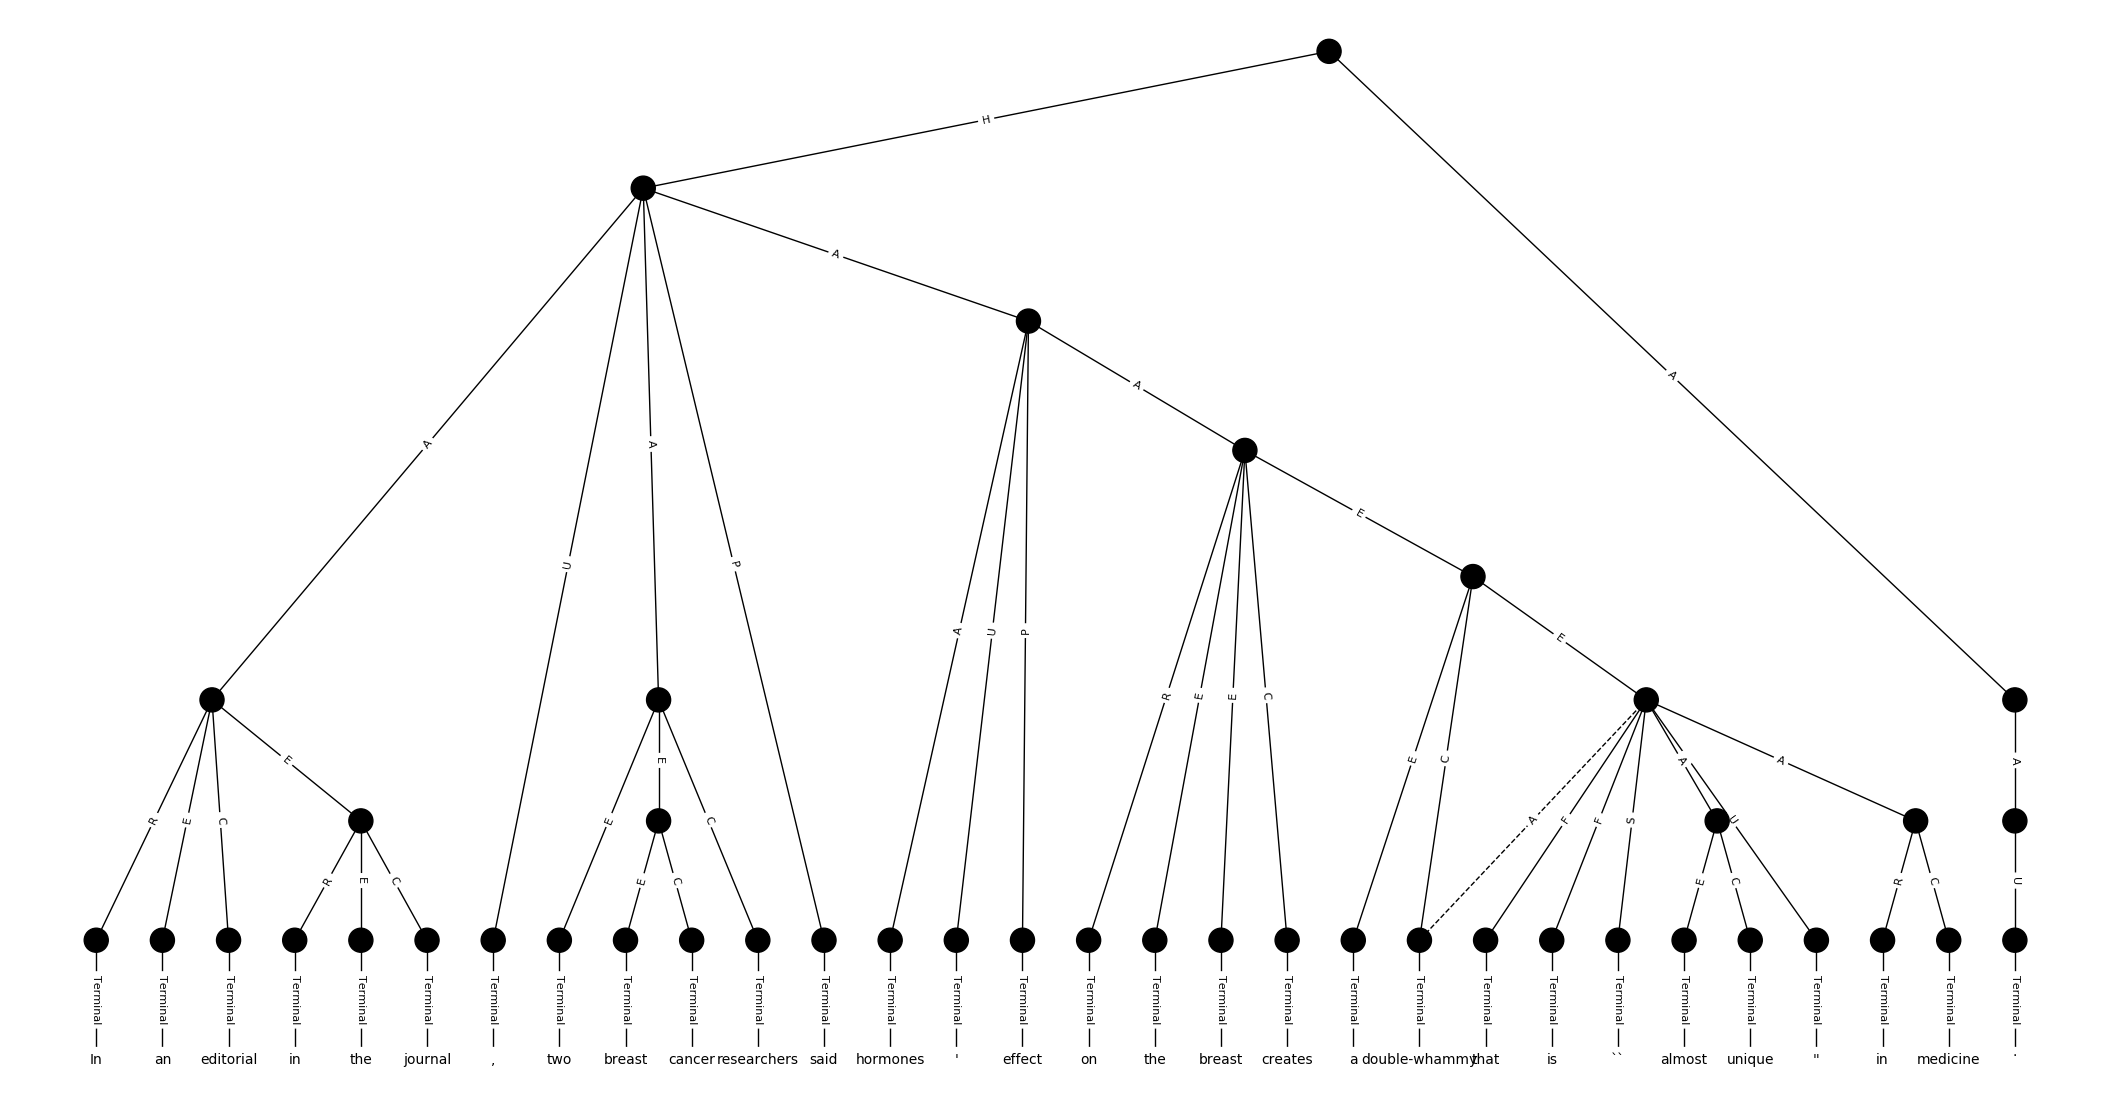 H
A
A
A
A
E
A
U
P
A
U
P
E
R
E
E
C
E
E
E
C
A
R
E
C
E
C
A
F
F
S
U
A
R
E
C
E
C
E
C
R
C
U
Terminal Terminal Terminal Terminal Terminal Terminal Terminal Terminal Terminal Terminal Terminal Terminal Terminal Terminal Terminal Terminal Terminal Terminal Terminal Terminal Terminal Terminal Terminal Terminal Terminal Terminal Terminal Terminal Terminal Terminal
In an editorial in the journal , two breast cancer researchers said hormones ' effect on the breast creates a double-whammy that is `` almost unique " in medicine .